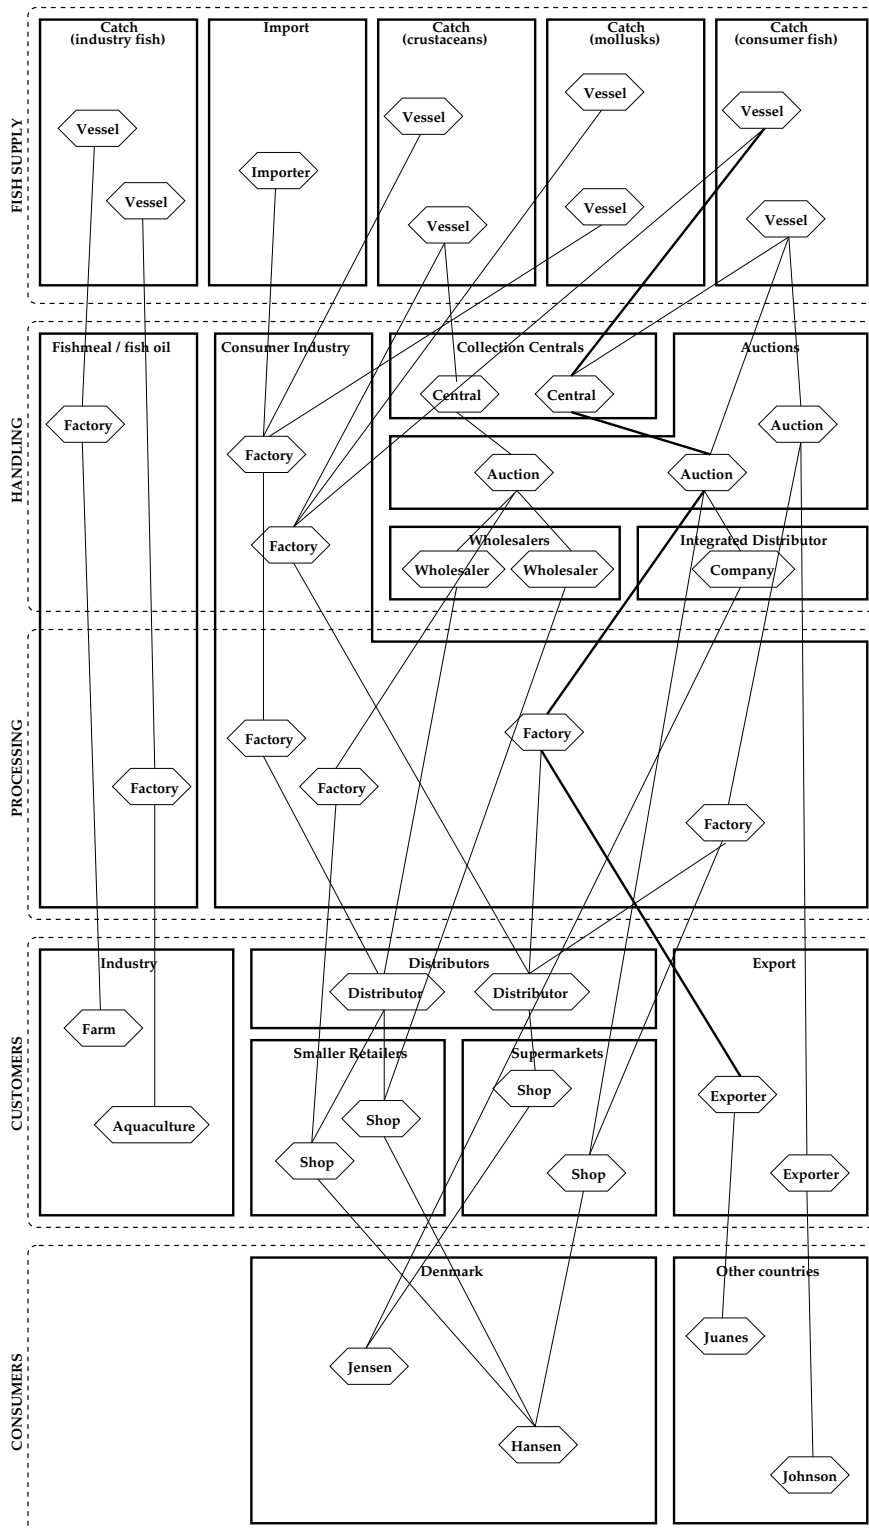 Catch
(industry fish)
Import
Catch
(crustaceans)
Catch
(mollusks)
Catch
(consumer fish)
FISH SUPPLY
Vessel
Vessel
Importer
Vessel
Vessel
Vessel
Vessel
Vessel
Vessel
HANDLING
Fishmeal / fish oil
Consumer Industry
Collection Centrals
Auctions
Factory
Factory
Factory
Central
Central
Auction
Auction
Auction
Wholesalers
Wholesaler
Wholesaler
Integrated Distributor
Company
PROCESSING
Factory
Factory
Factory
Factory
Factory
CUSTOMERS
Industry
Farm
Aquaculture
Distributors
Distributor
Distributor
Smaller Retailers
Shop
Shop
Supermarkets
Shop
Shop
Export
Exporter
Exporter
CONSUMERS
Denmark
Jensen
Hansen
Other countries
Juanes
Johnson